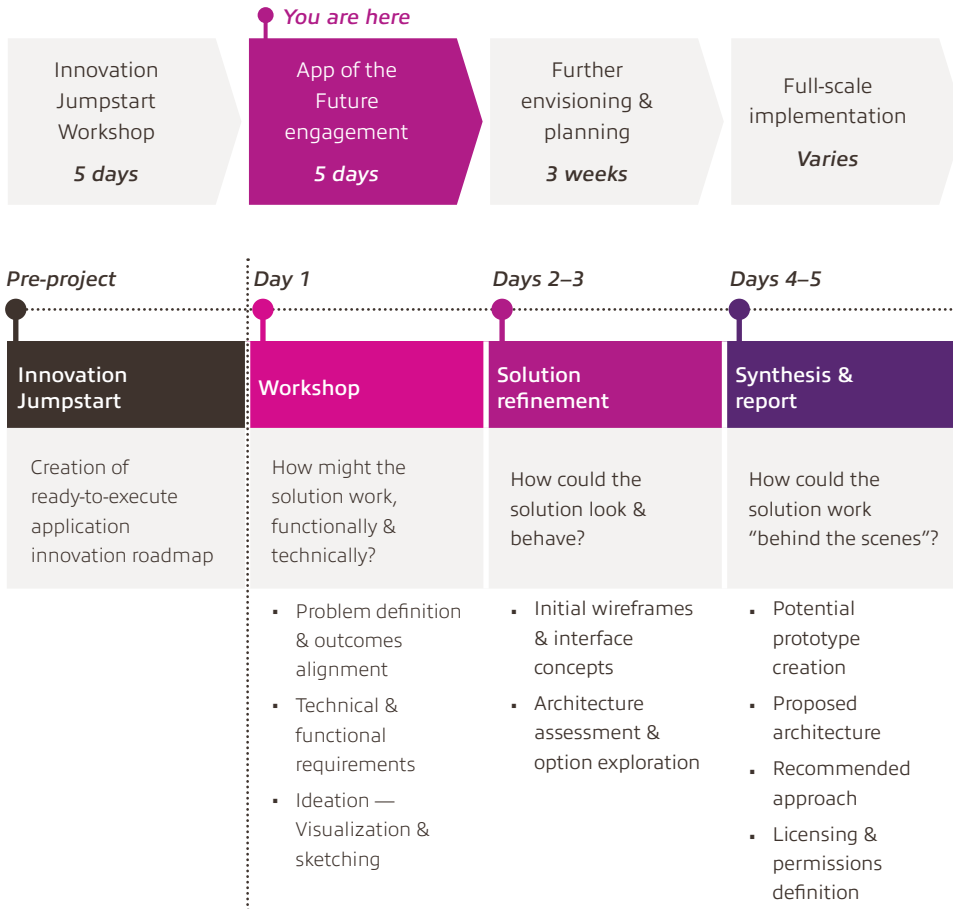 You are here
Innovation
Jumpstart
Workshop
5 days
App of the
Future
engagement
5 days
Further
envisioning &
planning
3 weeks
Full-scale
implementation
Varies
Pre-project
Day 1
Days 2–3
Days 4–5
Innovation
Jumpstart
Workshop
Solution
refinement
Synthesis &
report
Creation of
ready-to-execute
application
innovation roadmap
How might the
solution work,
functionally &
technically?
How could the
solution look &
behave?
How could the
solution work
"behind the scenes"?
▪ Problem definition
& outcomes
alignment
▪ Technical &
functional
requirements
▪ Ideation —
Visualization &
sketching
▪ Initial wireframes
& interface
concepts
▪ Architecture
assessment &
option exploration
▪ Potential
prototype
creation
▪ Proposed
architecture
▪ Recommended
approach
▪ Licensing &
permissions
definition